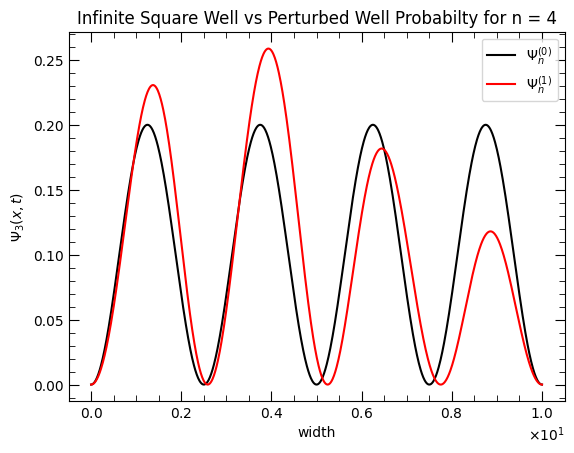 Infinite Square Well vs Perturbed Well Probabilty for n = 4
Ψ_n^{(0)}
Ψ_n^{(1)}
0.25
0.20
0.15
0.10
0.05
0.00
Ψ_3(x, t)
0.0 0.2 0.4 0.6 0.8 1.0
width
×10^1